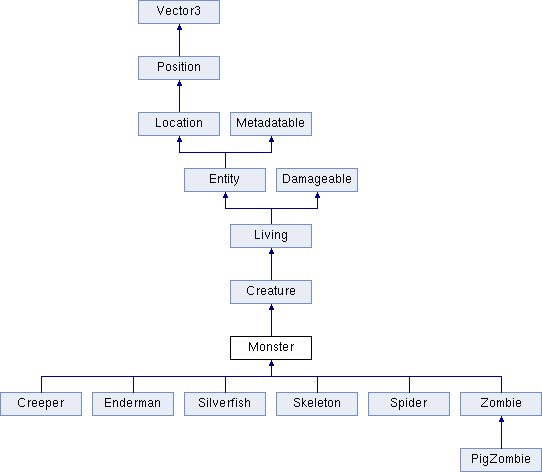 Vector3
Position
Location Metadatable
Entity Damageable
Living
Creature
Monster
Creeper Enderman Silverfish Skeleton Spider Zombie
PigZombie